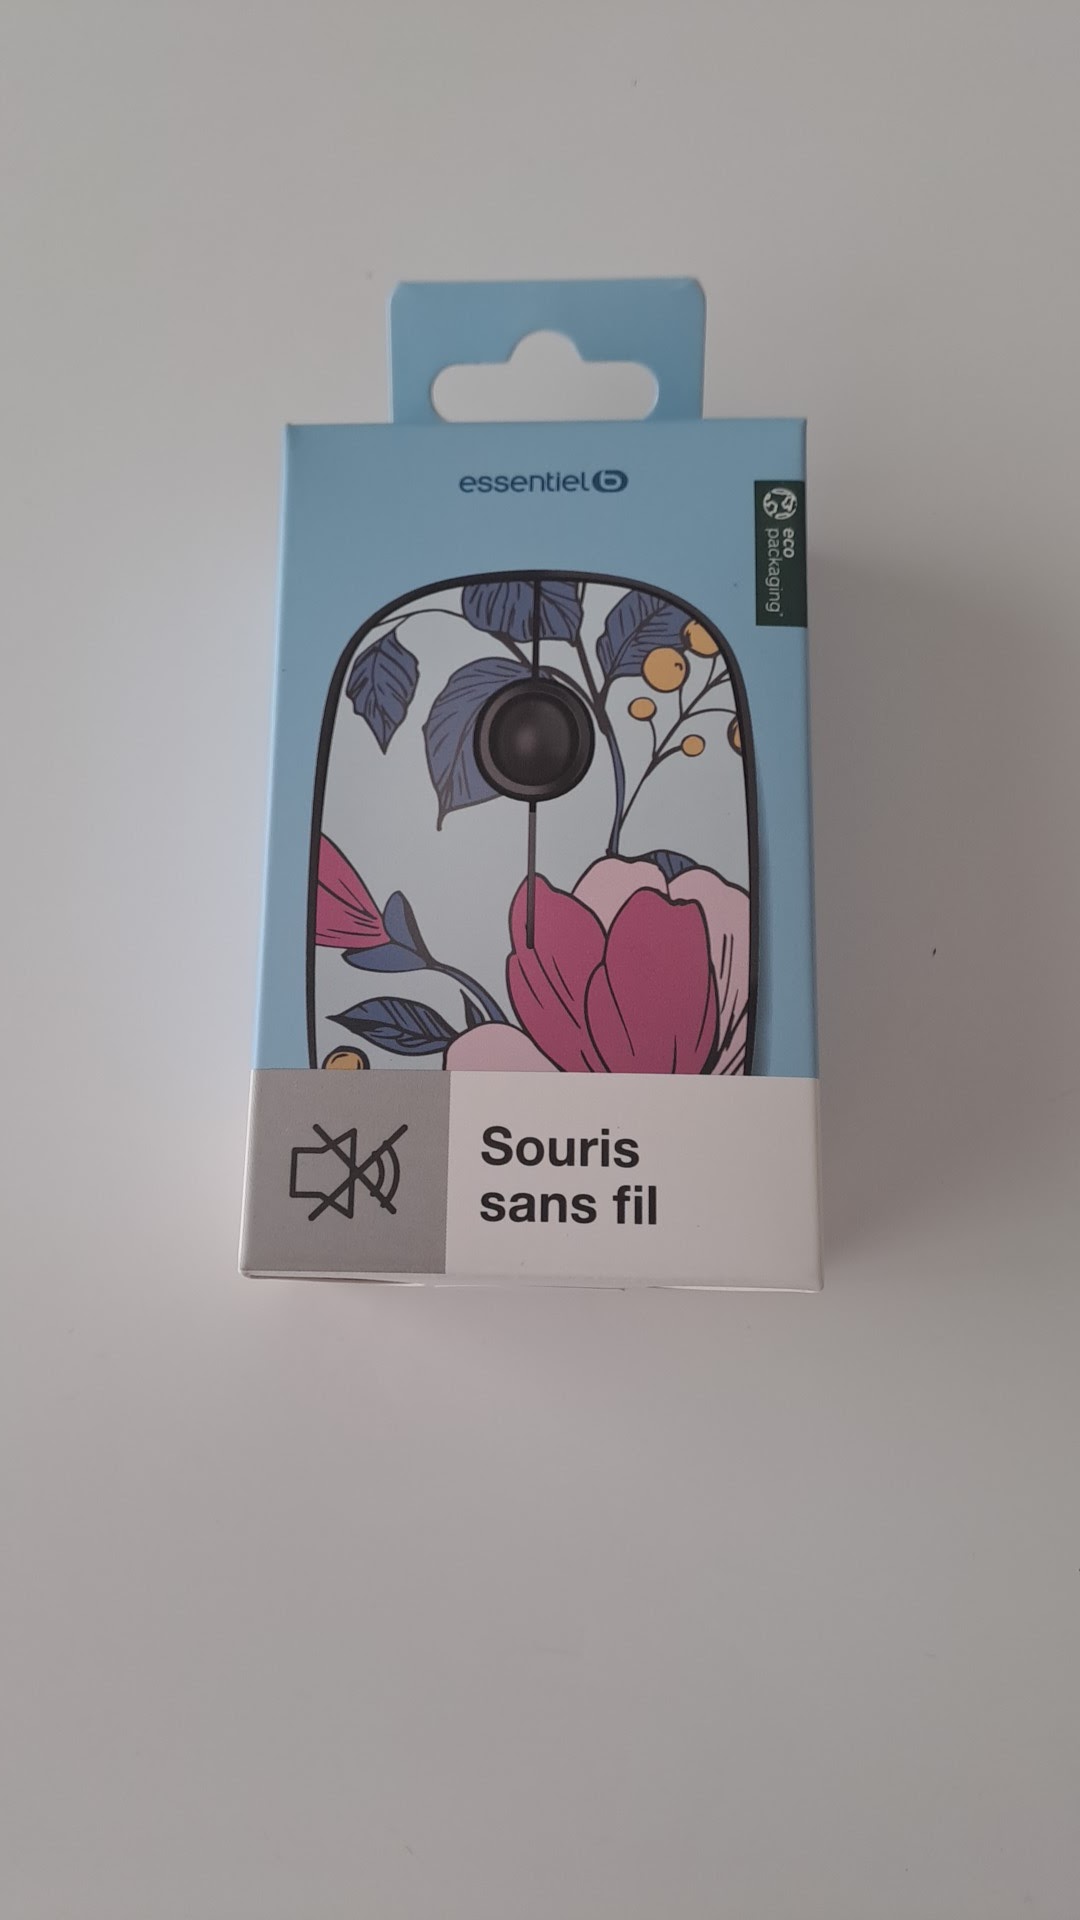 essentiel b
eco
packaging
Souris
sans fil